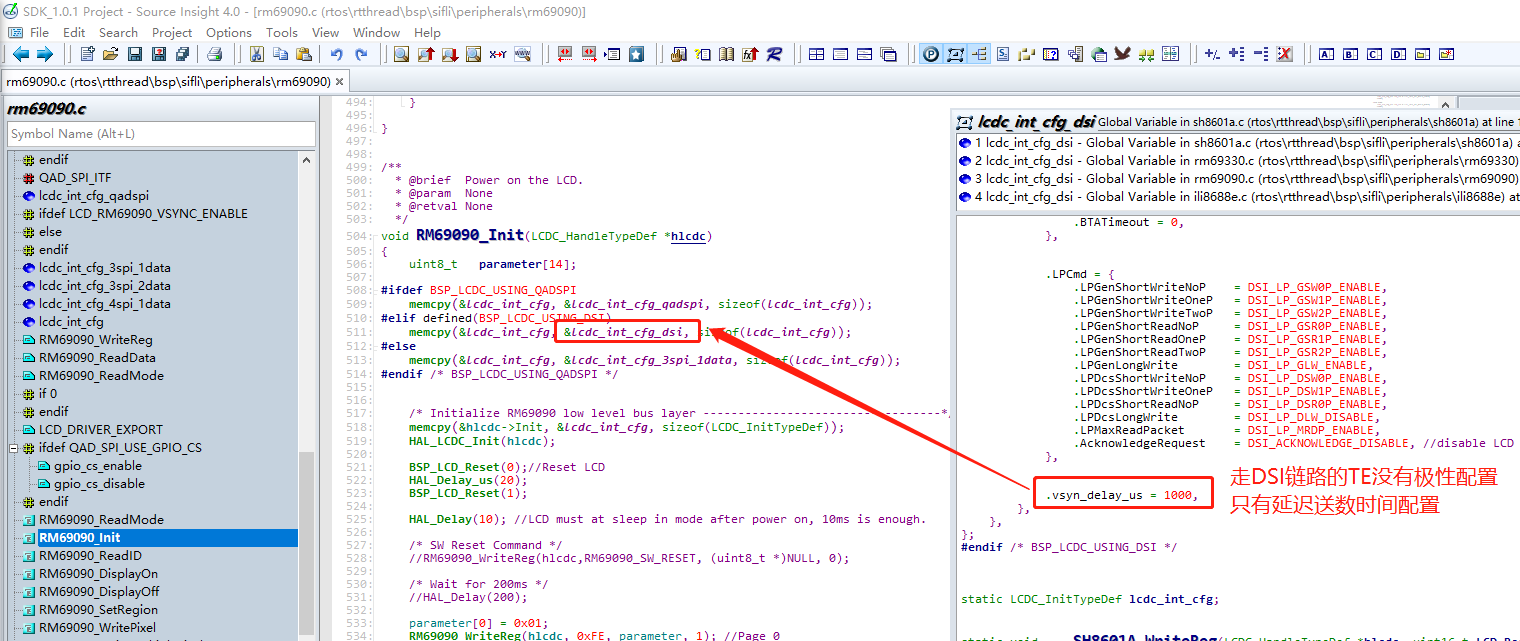 SDK_1.0.1 Project - Source Insight 4.0 - [rm69090.c (rtos\rtthread\bsp\sifli\peripherals\rm69090)]
File Edit Search Project Options Tools View Window Help
rm69090.c (rtos\rtthread\bsp\sifli\peripherals\rm69090)
rm69090.c
Symbol Name (Alt+L)
endif
QAD_SPI_ITF
lcdc_int_cfg_qadspi
ifdef LCD_RM69090_VSYNC_ENABLE
else
endif
lcdc_int_cfg_3spi_1data
lcdc_int_cfg_3spi_2data
lcdc_int_cfg_4spi_1data
lcdc_int_cfg
RM69090_WriteReg
RM69090_ReadData
RM69090_ReadMode
if 0
endif
LCD_DRIVER_EXPORT
ifdef QAD_SPI_USE_GPIO_CS
gpio_cs_enable
gpio_cs_disable
endif
RM69090_ReadMode
RM69090_Init
RM69090_ReadID
RM69090_DisplayOn
RM69090_DisplayOff
RM69090_SetRegion
RM69090_WritePixel
494: }
495:
496: }
497:
498:
499: /**
500: * @brief Power on the LCD.
501: * @param None
502: * @retval None
503: */
504: void RM69090_Init(LCDC_HandleTypeDef *hlcdc)
505: {
506: uint8_t parameter[14];
507:
508: #ifdef BSP_LCDC_USING_QADSPI
509: memcpy(&lcdc_int_cfg, &lcdc_int_cfg_qadspi, sizeof(lcdc_int_cfg));
510: #elif defined(BSP_LCDC_USING_DSI)
511: memcpy(&lcdc_int_cfg, &lcdc_int_cfg_dsi, sizeof(lcdc_int_cfg));
512: #else
513: memcpy(&lcdc_int_cfg, &lcdc_int_cfg_3spi_1data, sizeof(lcdc_int_cfg));
514: #endif /* BSP_LCDC_USING_QADSPI */
515:
516:
517: /* Initialize RM69090 low level bus layer ----------------------------------*
518: memcpy(&hlcdc->Init, &lcdc_int_cfg, sizeof(LCDC_InitTypeDef));
519: HAL_LCDC_Init(hlcdc);
520:
521: BSP_LCD_Reset(0);//Reset LCD
522: HAL_Delay_us(20);
523: BSP_LCD_Reset(1);
524:
525: HAL_Delay(10); //LCD must at sleep in mode after power on, 10ms is enough.
526:
527: /* SW Reset Command */
528: //RM69090_WriteReg(hlcdc,RM69090_SW_RESET, (uint8_t *)NULL, 0);
529:
530: /* Wait for 200ms */
531: //HAL_Delay(200);
532:
533: parameter[0] = 0x01;
534: RM69090_WriteReg(hlcdc, 0xFE, parameter, 1); //Page 0
lcdc_int_cfg_dsi Global Variable in sh8601a.c (rtos\rtthread\bsp\sifli\peripherals\sh8601a) at line 1
1 lcdc_int_cfg_dsi - Global Variable in sh8601a.c (rtos\rtthread\bsp\sifli\peripherals\sh8601a) a
2 lcdc_int_cfg_dsi - Global Variable in rm69330.c (rtos\rtthread\bsp\sifli\peripherals\rm69330)
3 lcdc_int_cfg_dsi - Global Variable in rm69090.c (rtos\rtthread\bsp\sifli\peripherals\rm69090)
4 lcdc_int_cfg_dsi - Global Variable in ili8688e.c (rtos\rtthread\bsp\sifli\peripherals\ili8688e) at
.BTATimeout = 0,
},
.LPCmd = {
.LPGenShortWriteNoP = DSI_LP_GSW0P_ENABLE,
.LPGenShortWriteOneP = DSI_LP_GSW1P_ENABLE,
.LPGenShortWriteTwoP = DSI_LP_GSW2P_ENABLE,
.LPGenShortReadNoP = DSI_LP_GSR0P_ENABLE,
.LPGenShortReadOneP = DSI_LP_GSR1P_ENABLE,
.LPGenShortReadTwoP = DSI_LP_GSR2P_ENABLE,
.LPGenLongWrite = DSI_LP_GLW_ENABLE,
.LPDcsShortWriteNoP = DSI_LP_DSW0P_ENABLE,
.LPDcsShortWriteOneP = DSI_LP_DSW1P_ENABLE,
.LPDcsShortReadNoP = DSI_LP_DSR0P_ENABLE,
.LPDcsLongWrite = DSI_LP_DLW_DISABLE,
.LPMaxReadPacket = DSI_LP_MRDP_ENABLE,
.AcknowledgeRequest = DSI_ACKNOWLEDGE_DISABLE, //disable LCD
},
.vsyn_delay_us = 1000,
},
},
};
#endif /* BSP_LCDC_USING_DSI */
static LCDC_InitTypeDef lcdc_int_cfg;
走DSI链路的TE没有极性配置
只有延迟送数时间配置